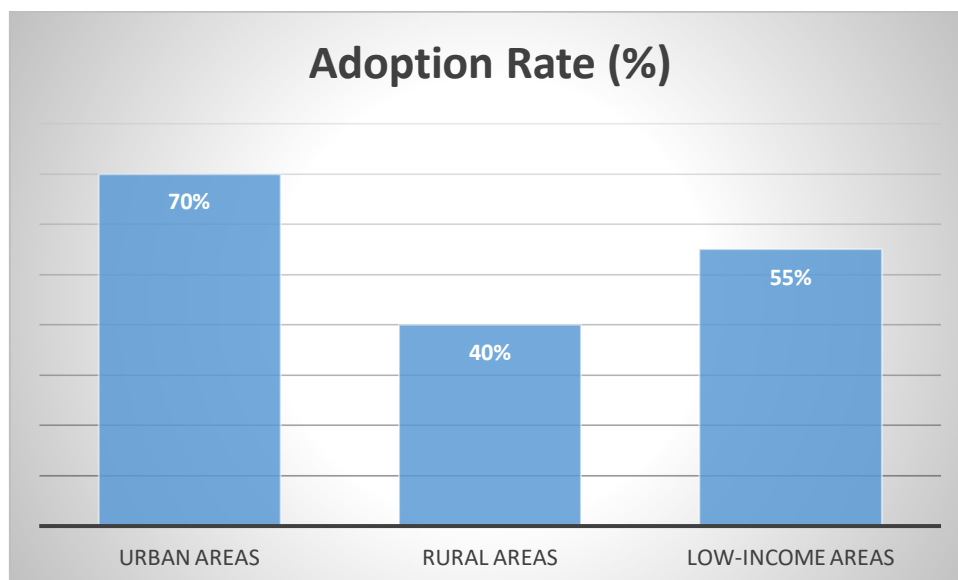 Adoption Rate (%)
70%
40%
55%
URBAN AREAS
RURAL AREAS
LOW-INCOME AREAS